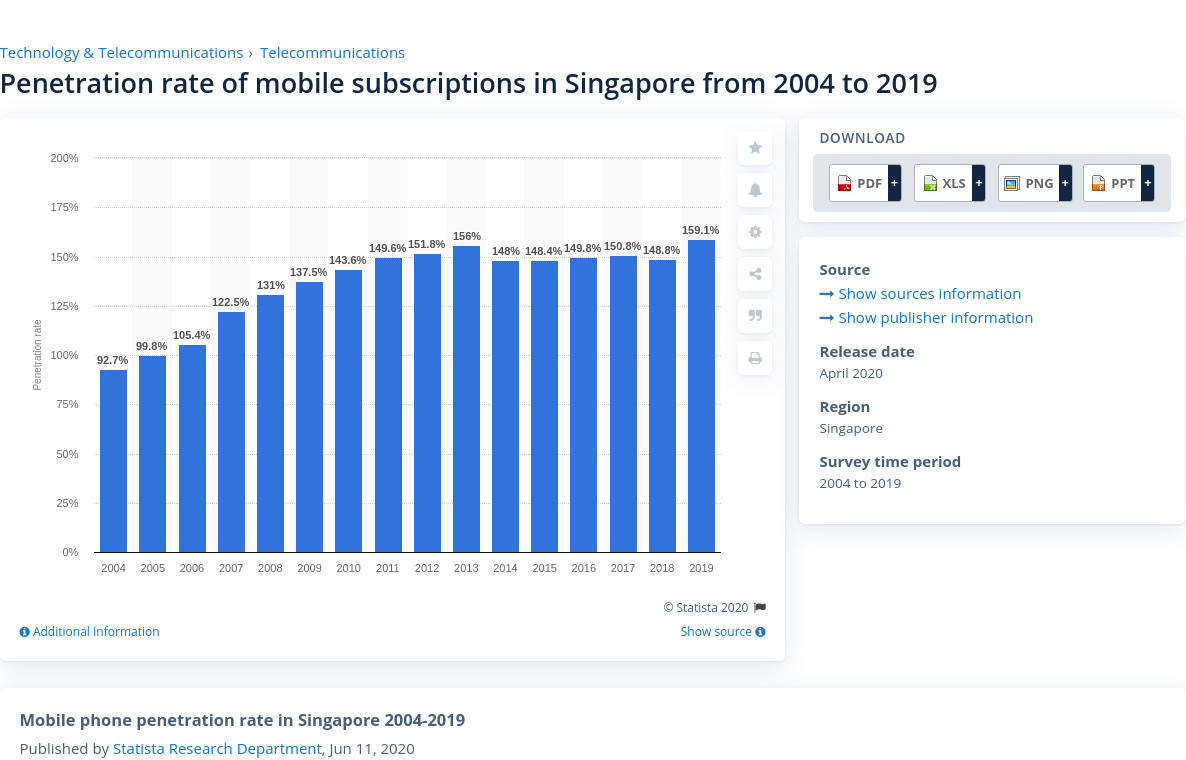 Technology & Telecommunications › Telecommunications
Penetration rate of mobile subscriptions in Singapore from 2004 to 2019
200%
175%
150%
125%
100%
75%
50%
25%
0%
Penetration rate
92.7%
99.8%
105.4%
122.5%
131%
137.5%
143.6%
149.6%
151.8%
156%
148%
148.4%
149.8%
150.8%
148.8%
159.1%
2004 2005 2006 2007 2008 2009 2010 2011 2012 2013 2014 2015 2016 2017 2018 2019
© Statista 2020
Additional Information
Show source
DOWNLOAD
PDF + XLS + PNG + PPT +
Source
Show sources information
Show publisher information
Release date
April 2020
Region
Singapore
Survey time period
2004 to 2019
Mobile phone penetration rate in Singapore 2004-2019
Published by Statista Research Department, Jun 11, 2020